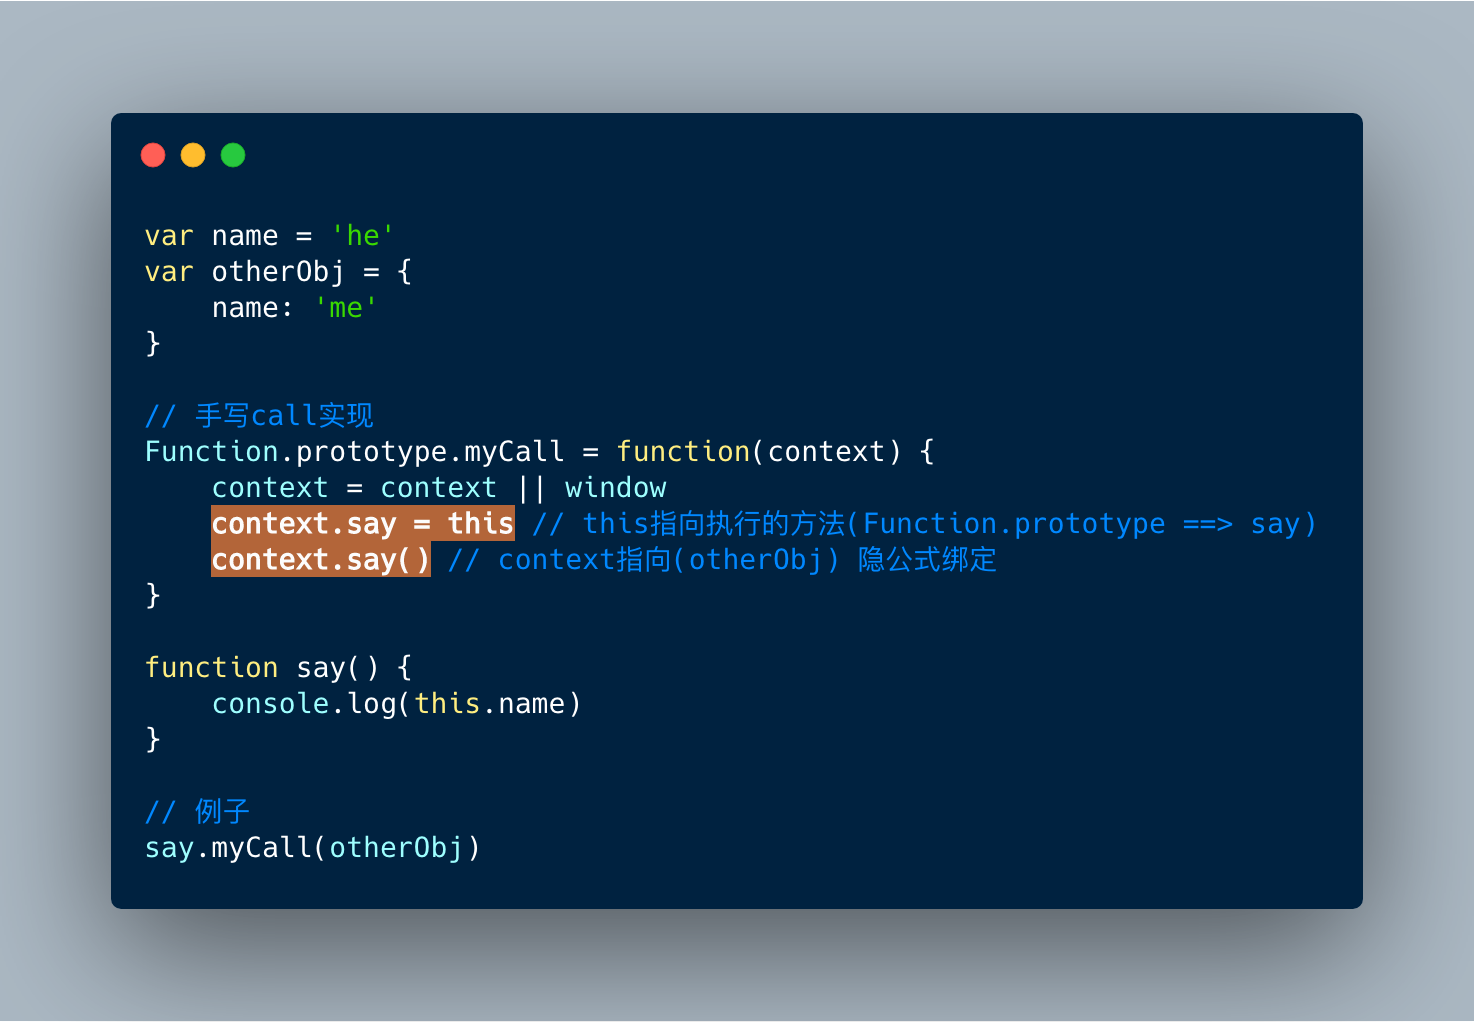 var name = 'he'
var otherObj = {
    name: 'me'
}
// 手写call实现
Function.prototype.myCall = function(context) {
    context = context || window
    context.say = this // this指向执行的方法(Function.prototype ==> say)
    context.say() // context指向(otherObj) 隐公式绑定
}
function say() {
    console.log(this.name)
}
// 例子
say.myCall(otherObj)